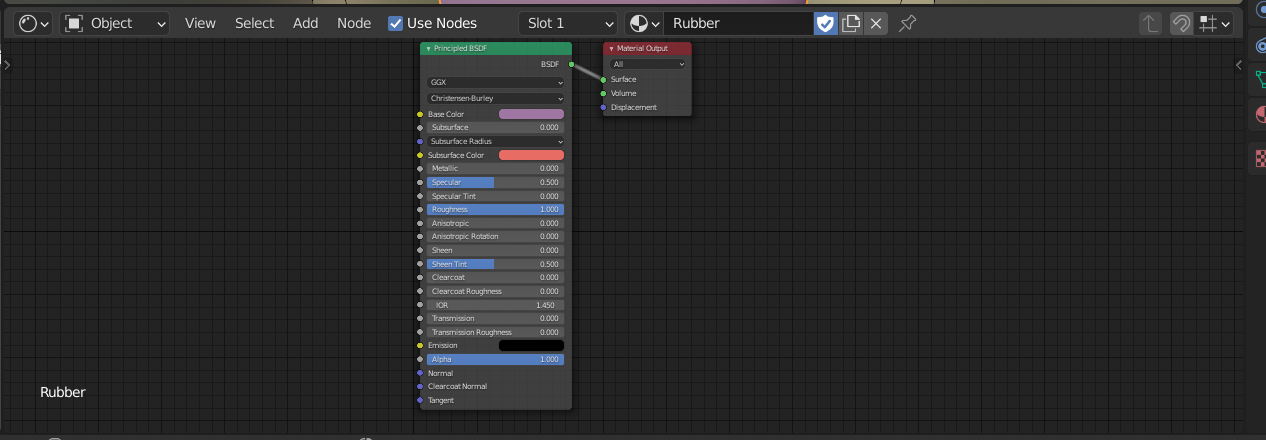 Object View Select Add Node Use Nodes Slot 1 Rubber
Principled BSDF
BSDF
GGX
Christensen-Burley
Base Color
Subsurface 0.000
Subsurface Radius
Subsurface Color
Metallic 0.000
Specular 0.500
Specular Tint 0.000
Roughness 1.000
Anisotropic 0.000
Anisotropic Rotation 0.000
Sheen 0.000
Sheen Tint 0.500
Clearcoat 0.000
Clearcoat Roughness 0.000
IOR 1.450
Transmission 0.000
Transmission Roughness 0.000
Emission
Alpha 1.000
Normal
Clearcoat Normal
Tangent
Material Output
All
Surface
Volume
Displacement
Rubber